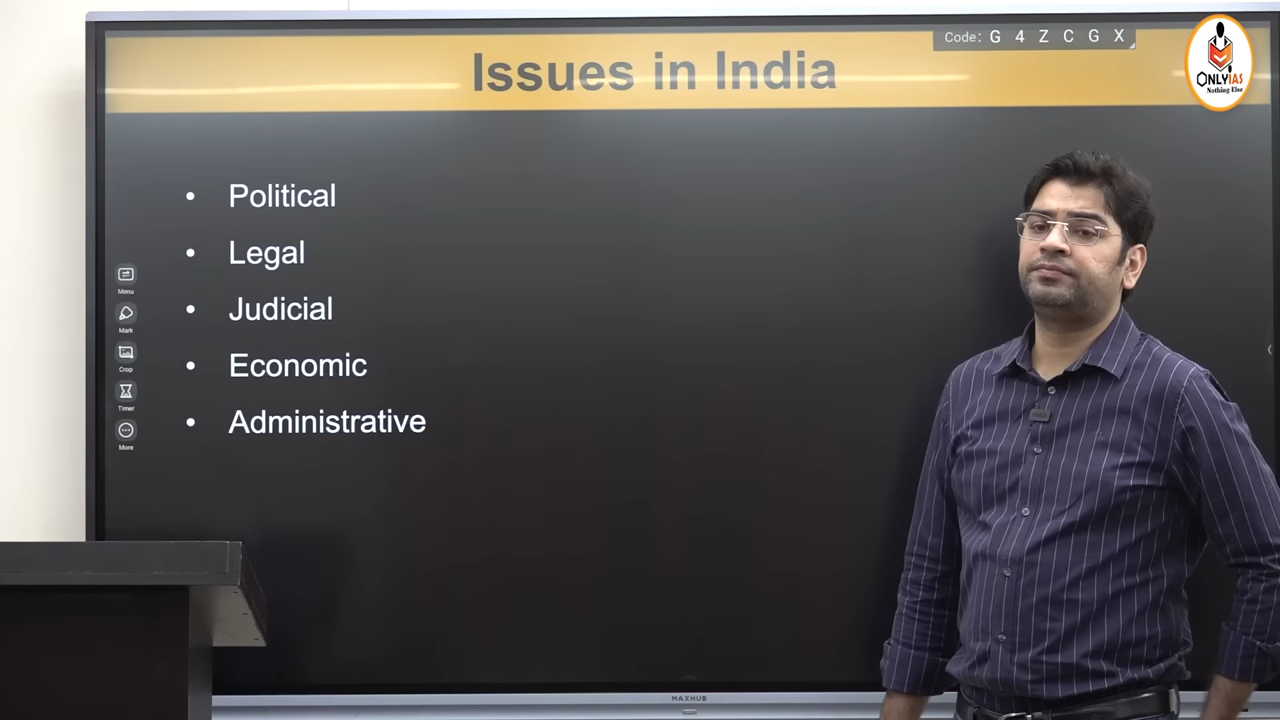 Code: G 4 Z C G X
Issues in India
ONLYIAS
Nothing Else
• Political
• Legal
• Judicial
• Economic
• Administrative
Menu
Mark
Crop
Timer
More
MAXHUB